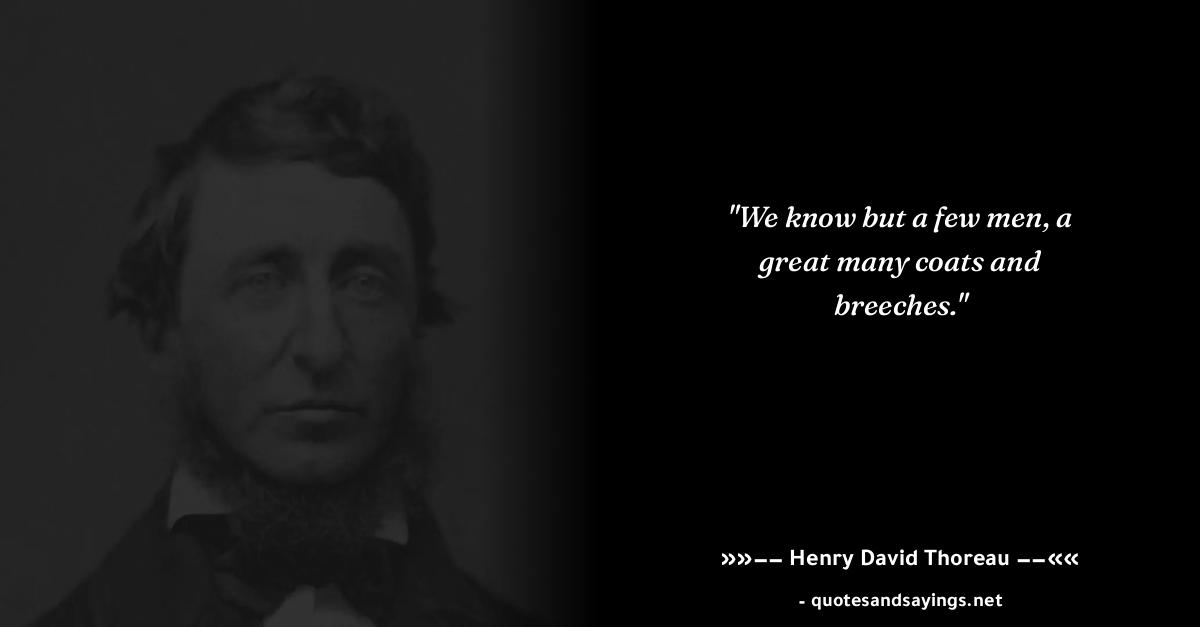 "We know but a few men, a
great many coats and
breeches."
»»−− Henry David Thoreau −−««
- quotesandsayings.net